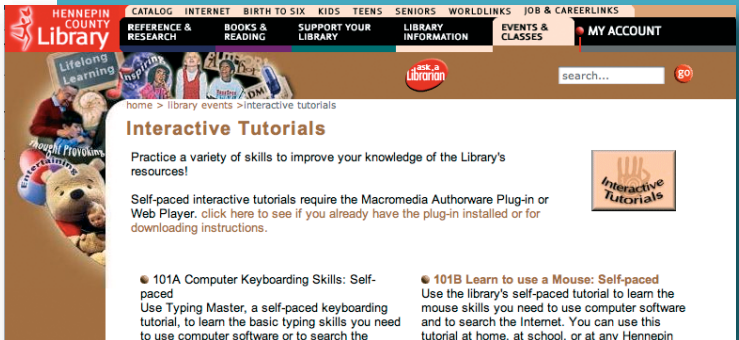 HENNEPIN
COUNTY
Library
CATALOG INTERNET BIRTH TO SIX KIDS TEENS SENIORS WORLDLINKS JOB & CAREERLINKS
REFERENCE &
RESEARCH
BOOKS &
READING
SUPPORT YOUR
LIBRARY
LIBRARY
INFORMATION
EVENTS &
CLASSES
MY ACCOUNT
Lifelong
Learning
Inspiring
ask a
Librarian
search...
go
Thought Provoking
Entertaining
home > library events >interactive tutorials
Interactive Tutorials
Practice a variety of skills to improve your knowledge of the Library's
resources!
Self-paced interactive tutorials require the Macromedia Authorware Plug-in or
Web Player. click here to see if you already have the plug-in installed or for
downloading instructions.
Interactive
Tutorials
101A Computer Keyboarding Skills: Self-
paced
Use Typing Master, a self-paced keyboarding
tutorial, to learn the basic typing skills you need
to use computer software or to search the
101B Learn to use a Mouse: Self-paced
Use the library's self-paced tutorial to learn the
mouse skills you need to use computer software
and to search the Internet. You can use this
tutorial at home, at school, or at any Hennepin